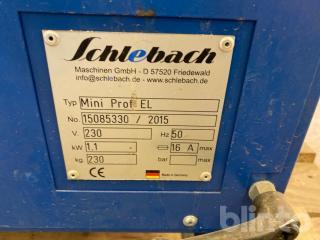 Schlebach
Maschinen GmbH - D 57520 Friedewald
info@schlebach.de - www.schlebach.de
Typ Mini Prof EL
No. 15085330 / 2015
V. 230 Hz 50
kW 1.1 16 A max
kg. 230 bar max
CE Made in Germany
blinto